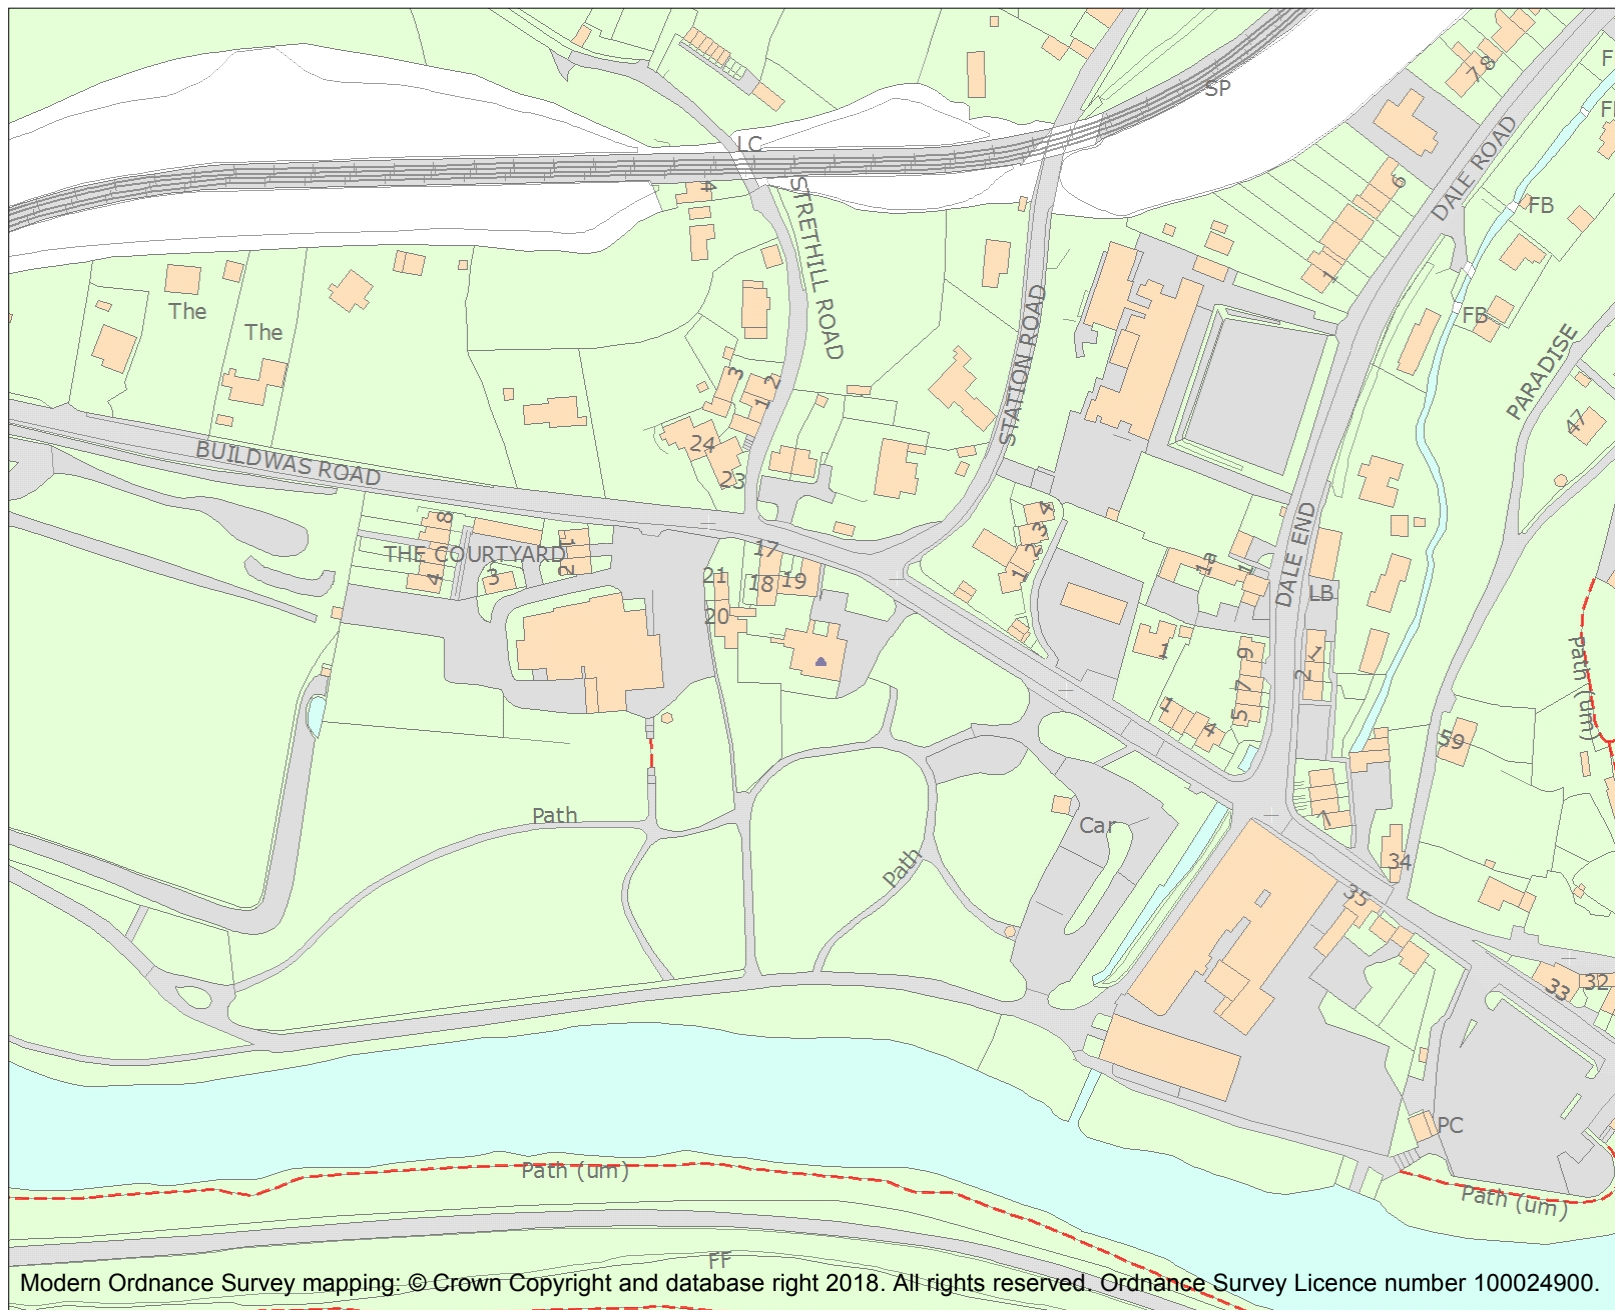 SP
78
F
LC
DALE ROAD
6
4
FB
STRETHILL ROAD
1
The
The
STATION ROAD
FB
PARADISE
3
2
1
47
24
23
BUILDWAS ROAD
8
THE COURTYARD
1
2
3
4
17
18
19
21
20
4
3
2
1
1a
1
DALE END
LB
1
9
7
5
1
2
1
4
Path (um)
59
Path
Path
Car
7
34
35
33
32
PC
Path (um)
Path (um)
FF
Modern Ordnance Survey mapping: © Crown Copyright and database right 2018. All rights reserved. Ordnance Survey Licence number 100024900.